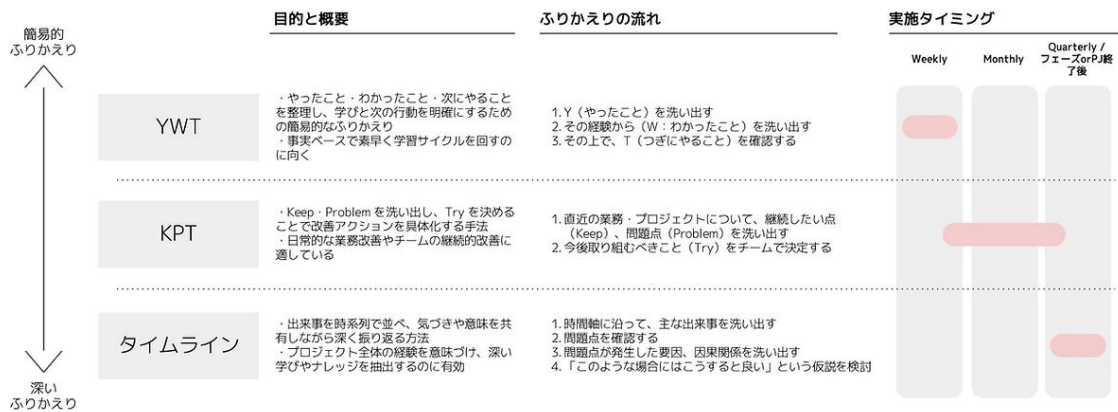 目的と概要
ふりかえりの流れ
実施タイミング
簡易的
ふりかえり
Weekly
Monthly
Quarterly /
フェーズorPJ終
了後
YWT
・やったこと・わかったこと・次にやること
を整理し、学びと次の行動を明確にするため
の簡易的なふりかえり
・事実ベースで素早く学習サイクルを回すの
に向く
1. Y（やったこと）を洗い出す
2. その経験から（W：わかったこと）を洗い出す
3. その上で、T（つぎにやること）を確認する
KPT
・Keep・Problem を洗い出し、Try を決める
ことで改善アクションを具体化する手法
・日常的な業務改善やチームの継続的改善に
適している
1. 直近の業務・プロジェクトについて、継続したい点
（Keep）、問題点（Problem）を洗い出す
2. 今後取り組むべきこと（Try）をチームで決定する
タイムライン
・出来事を時系列で並べ、気づきや意味を共
有しながら深く振り返る方法
・プロジェクト全体の経験を意味づけ、深い
学びやナレッジを抽出するのに有効
1. 時間軸に沿って、主な出来事を洗い出す
2. 問題点を確認する
3. 問題点が発生した要因、因果関係を洗い出す
4. 「このような場合にはこうすると良い」という仮説を検討
深い
ふりかえり